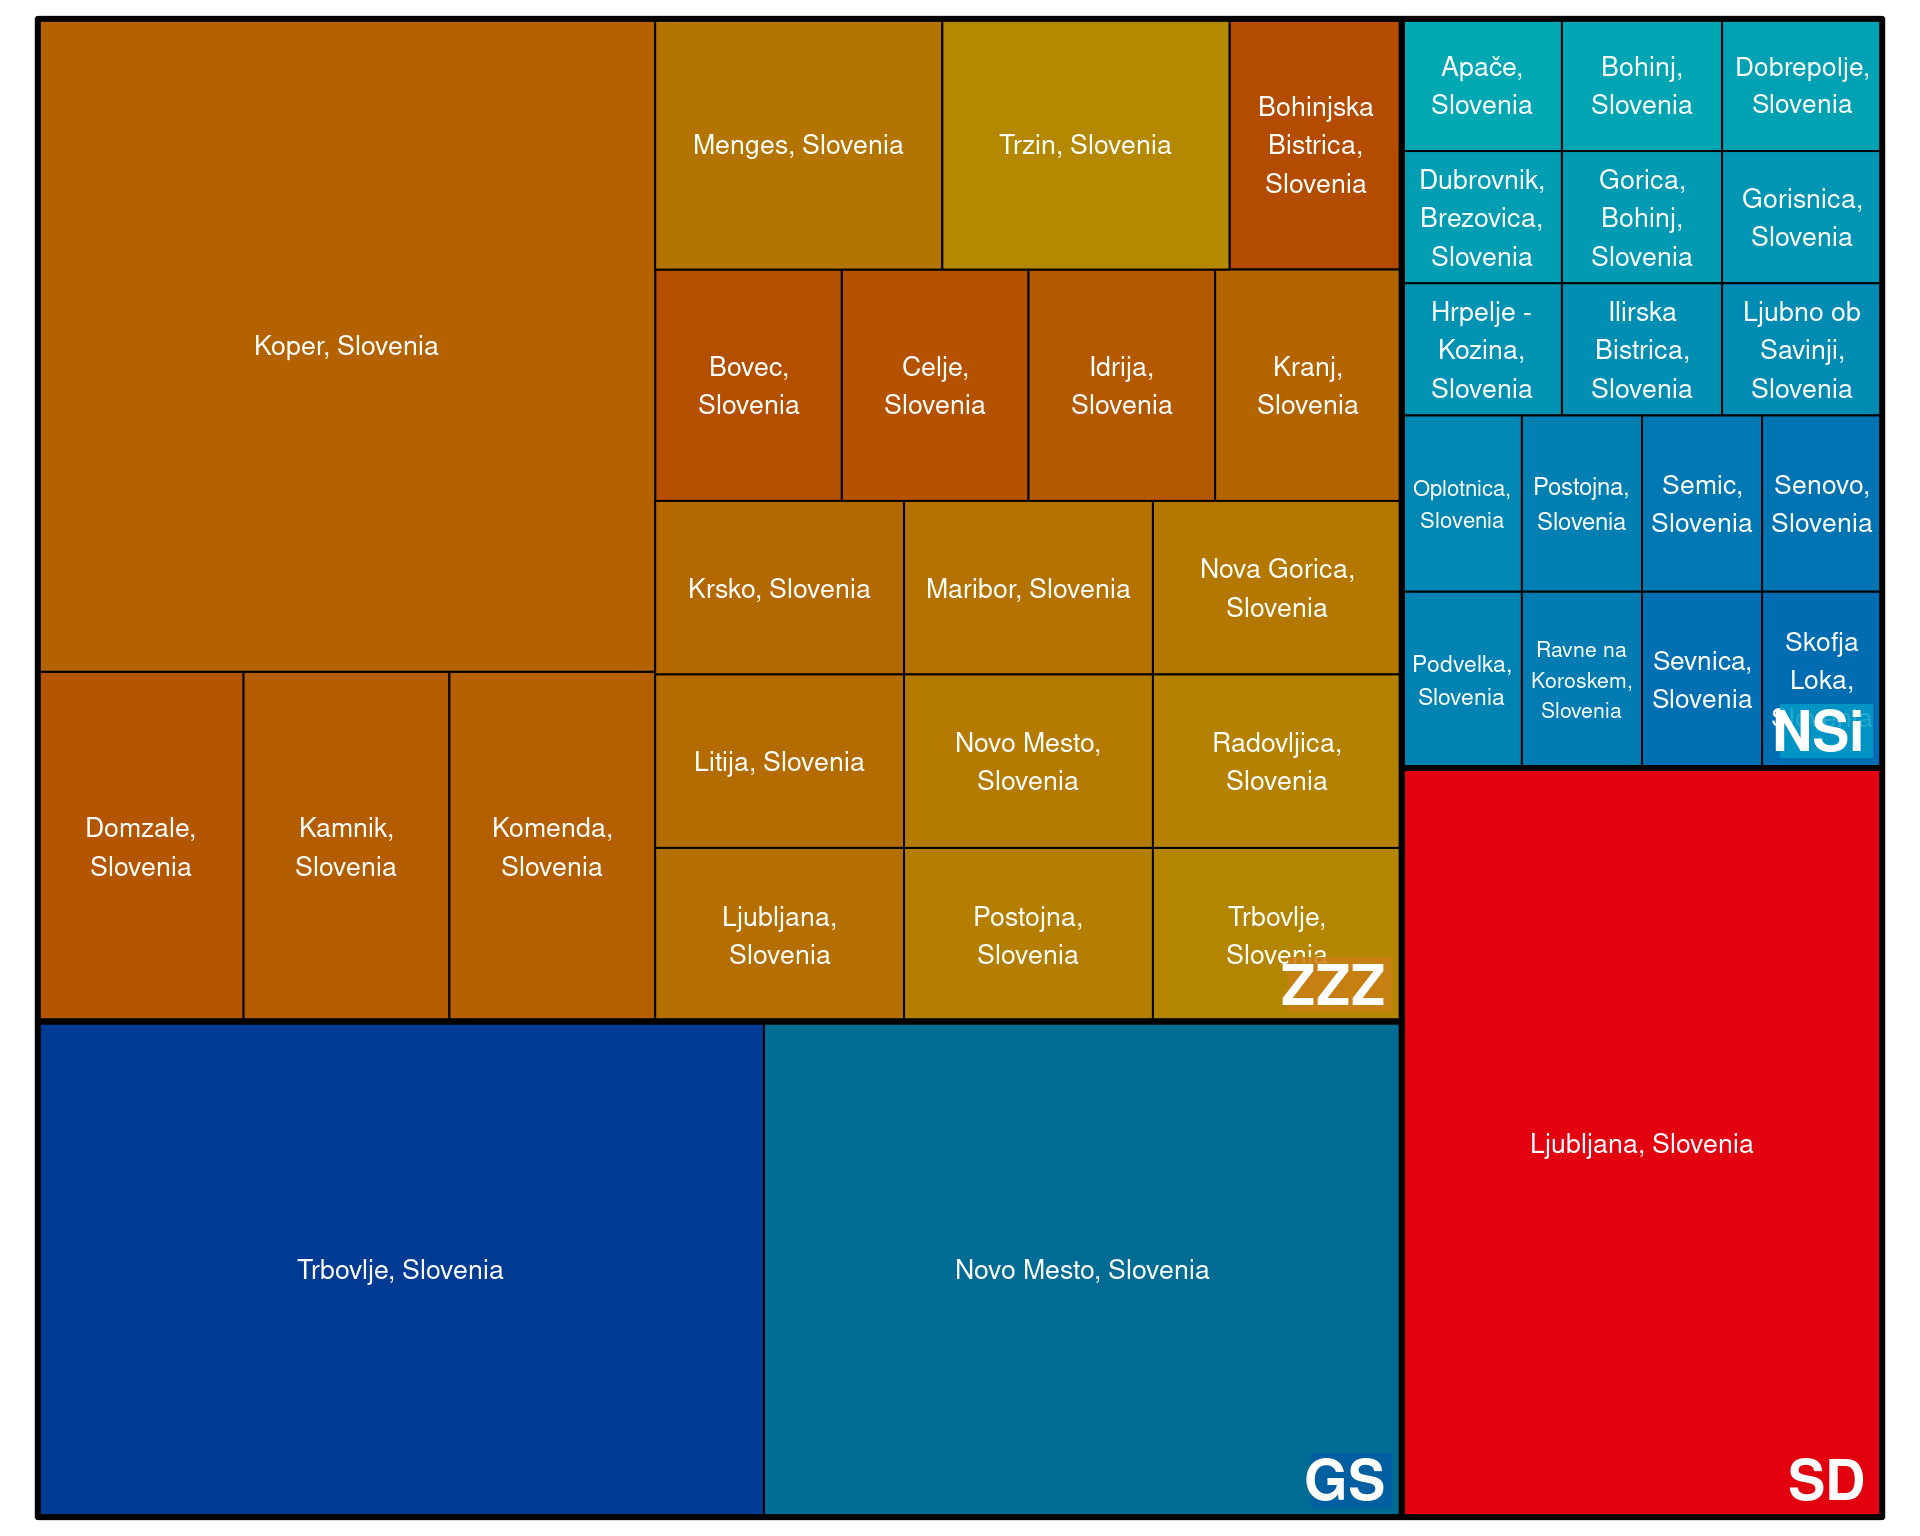 Koper, Slovenia
Menges, Slovenia
Trzin, Slovenia
Bohinjska
Bistrica,
Slovenia
Bovec,
Slovenia
Celje,
Slovenia
Idrija,
Slovenia
Kranj,
Slovenia
Krsko, Slovenia
Maribor, Slovenia
Nova Gorica,
Slovenia
Litija, Slovenia
Novo Mesto,
Slovenia
Radovljica,
Slovenia
Domzale,
Slovenia
Kamnik,
Slovenia
Komenda,
Slovenia
Ljubljana,
Slovenia
Postojna,
Slovenia
Trbovlje,
Slovenia
ZZZ
Trbovlje, Slovenia
Novo Mesto, Slovenia
GS
Apače,
Slovenia
Bohinj,
Slovenia
Dobrepolje,
Slovenia
Dubrovnik,
Brezovica,
Slovenia
Gorica,
Bohinj,
Slovenia
Gorisnica,
Slovenia
Hrpelje -
Kozina,
Slovenia
Ilirska
Bistrica,
Slovenia
Ljubno ob
Savinji,
Slovenia
Oplotnica,
Slovenia
Postojna,
Slovenia
Semic,
Slovenia
Senovo,
Slovenia
Podvelka,
Slovenia
Ravne na
Koroskem,
Slovenia
Sevnica,
Slovenia
Skofja
Loka,
NSi
Ljubljana, Slovenia
SD